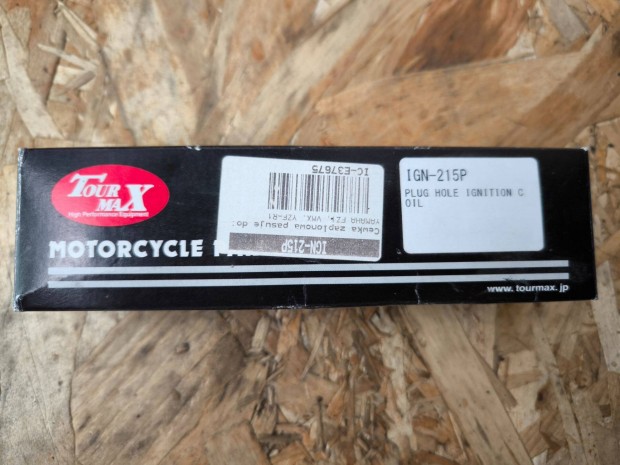 TOUR
MAX
High Performance Equipment
MOTORCYCLE
IGN-215P
Cewka zapłonowa pasuje do:
YAMAHA FZ1, VMX, YZF-R1
IC-E37675
IGN-215P
PLUG HOLE IGNITION C
OIL
www.tourmax.jp